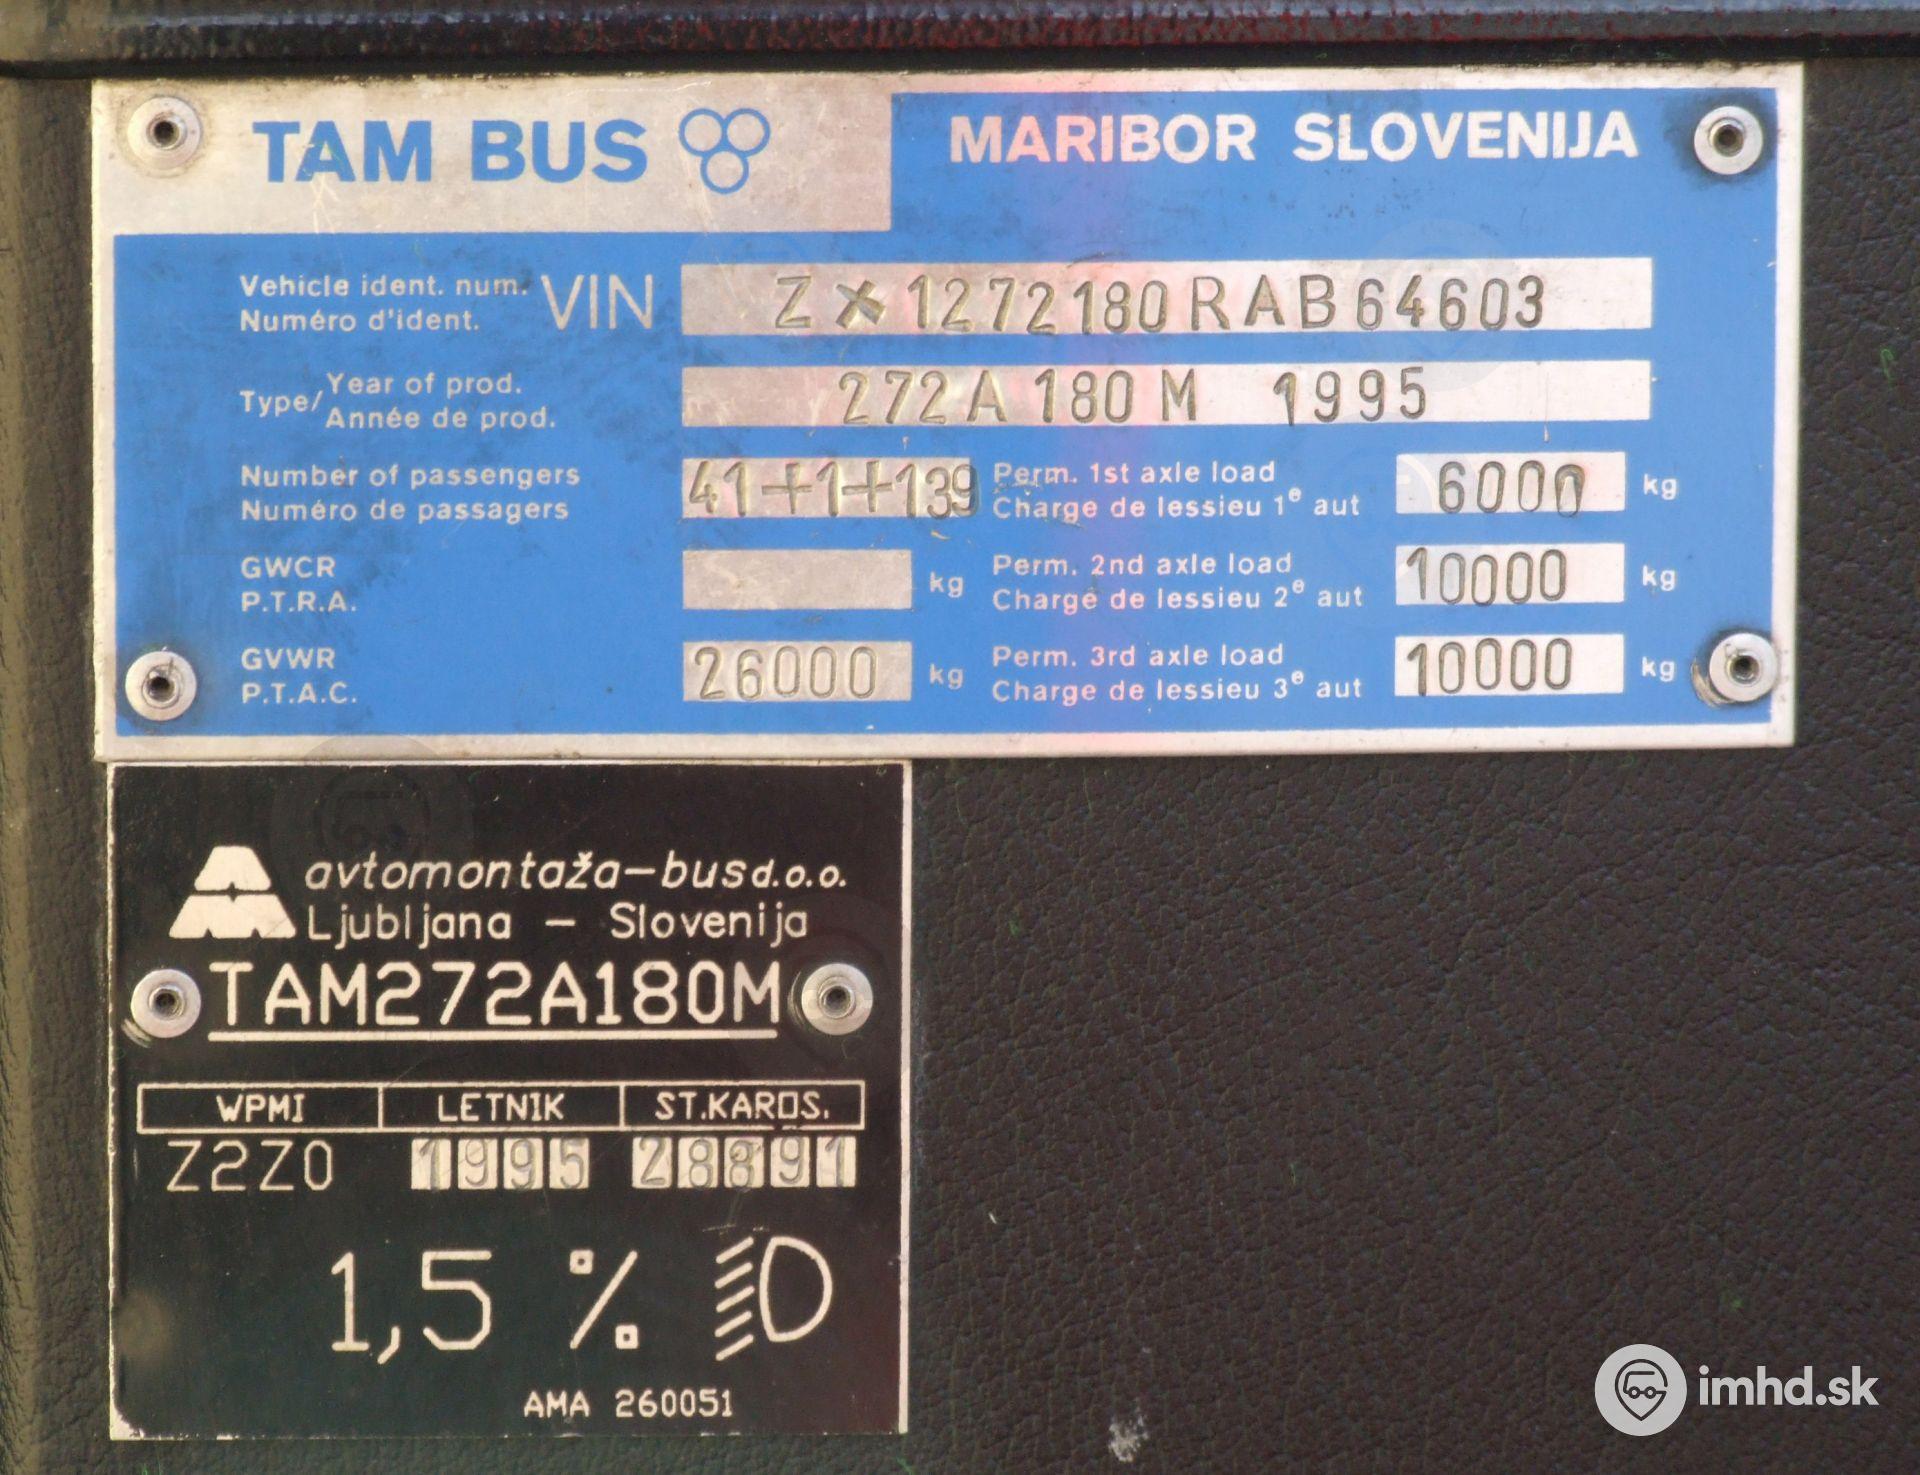 TAM BUS MARIBOR SLOVENIJA
Vehicle ident. num. VIN ZX1272180RAB64603
Numéro d'ident.
Type/ Year of prod. 272A180M 1995
Année de prod.
Number of passengers 41+1+139 Perm. 1st axle load 6000 kg
Numéro de passagers Charge de lessieu 1e aut
GWCR kg Perm. 2nd axle load 10000 kg
P.T.R.A. Charge de lessieu 2e aut
GVWR 26000 kg Perm. 3rd axle load 10000 kg
P.T.A.C. Charge de lessieu 3e aut
avtomontaža-bus d.o.o.
Ljubljana - Slovenija
TAM272A180M
WPMI LETNIK ST.KAROS.
Z2Z0 1995 28891
1,5 %
AMA 260051
imhd.sk